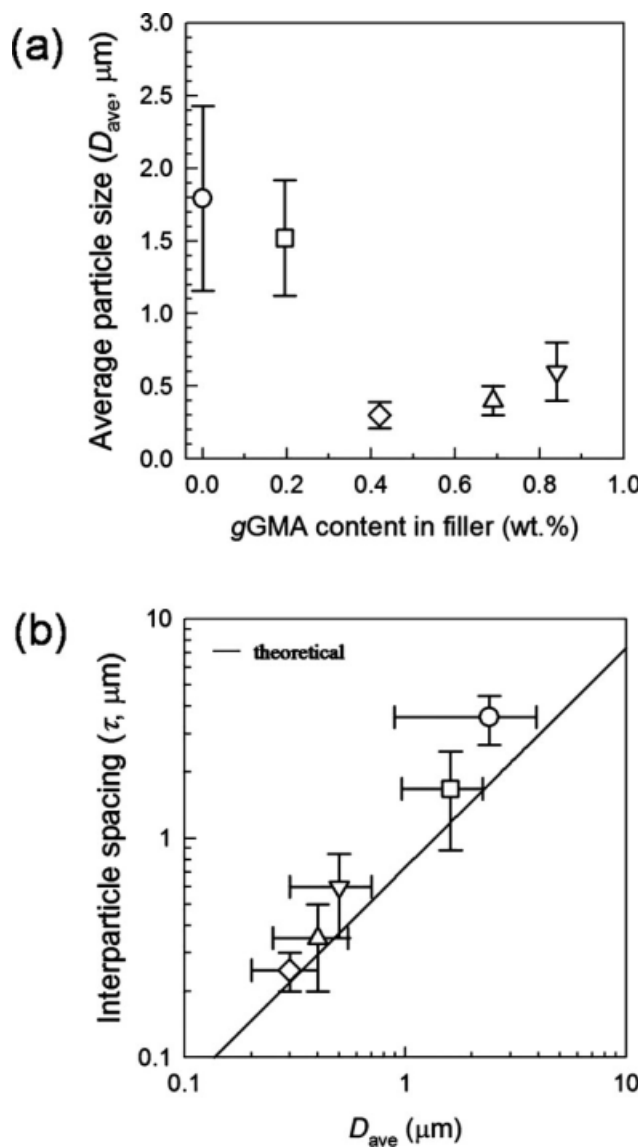 (a)
3.0
2.5
2.0
1.5
1.0
0.5
0.0
Average particle size (D_ave, μm)
0.0 0.2 0.4 0.6 0.8 1.0
gGMA content in filler (wt.%)
(b)
10
1
0.1
Interparticle spacing (τ, μm)
theoretical
0.1 1 10
D_ave (μm)